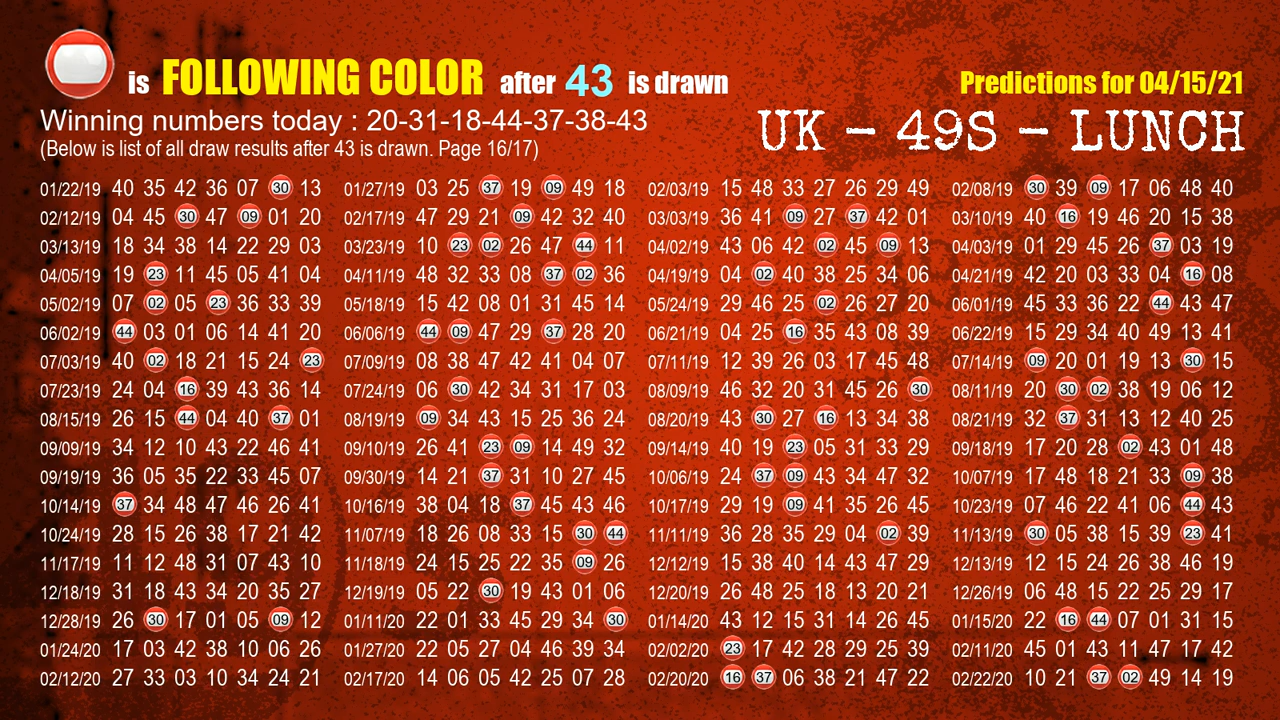 is FOLLOWING COLOR after 43 is drawn
Predictions for 04/15/21
Winning numbers today : 20-31-18-44-37-38-43
UK - 49S - LUNCH
(Below is list of all draw results after 43 is drawn. Page 16/17)
01/22/19 40 35 42 36 07 30 13 01/27/19 03 25 37 19 09 49 18 02/03/19 15 48 33 27 26 29 49 02/08/19 30 39 09 17 06 48 40
02/12/19 04 45 30 47 09 01 20 02/17/19 47 29 21 09 42 32 40 03/03/19 36 41 09 27 37 42 01 03/10/19 40 16 19 46 20 15 38
03/13/19 18 34 38 14 22 29 03 03/23/19 10 23 02 26 47 44 11 04/02/19 43 06 42 02 45 09 13 04/03/19 01 29 45 26 37 03 19
04/05/19 19 23 11 45 05 41 04 04/11/19 48 32 33 08 37 02 36 04/19/19 04 02 40 38 25 34 06 04/21/19 42 20 03 33 04 16 08
05/02/19 07 02 05 23 36 33 39 05/18/19 15 42 08 01 31 45 14 05/24/19 29 46 25 02 26 27 20 06/01/19 45 33 36 22 44 43 47
06/02/19 44 03 01 06 14 41 20 06/06/19 44 09 47 29 37 28 20 06/21/19 04 25 16 35 43 08 39 06/22/19 15 29 34 40 49 13 41
07/03/19 40 02 18 21 15 24 23 07/09/19 08 38 47 42 41 04 07 07/11/19 12 39 26 03 17 45 48 07/14/19 09 20 01 19 13 30 15
07/23/19 24 04 16 39 43 36 14 07/24/19 06 30 42 34 31 17 03 08/09/19 46 32 20 31 45 26 30 08/11/19 20 30 02 38 19 06 12
08/15/19 26 15 44 04 40 37 01 08/19/19 09 34 43 15 25 36 24 08/20/19 43 30 27 16 13 34 38 08/21/19 32 37 31 13 12 40 25
09/09/19 34 12 10 43 22 46 41 09/10/19 26 41 23 09 14 49 32 09/14/19 40 19 23 05 31 33 29 09/18/19 17 20 28 02 43 01 48
09/19/19 36 05 35 22 33 45 07 09/30/19 14 21 37 31 10 27 45 10/06/19 24 37 09 43 34 47 32 10/07/19 17 48 18 21 33 09 38
10/14/19 37 34 48 47 46 26 41 10/16/19 38 04 18 37 45 43 46 10/17/19 29 19 09 41 35 26 45 10/23/19 07 46 22 41 06 44 43
10/24/19 28 15 26 38 17 21 42 11/07/19 18 26 08 33 15 30 44 11/11/19 36 28 35 29 04 02 39 11/13/19 30 05 38 15 09 23 41
11/17/19 11 12 48 31 07 43 10 11/18/19 24 15 25 22 35 09 26 12/12/19 15 38 40 14 29 41 28 12/13/19 12 15 24 26 38 46 19
12/18/19 31 18 43 34 20 35 27 12/19/19 05 22 30 19 43 01 06 12/20/19 26 48 25 18 13 20 21 12/26/19 06 48 15 22 25 29 17
12/28/19 26 30 17 01 05 09 12 01/11/20 22 01 33 45 29 34 30 01/14/20 43 12 15 31 14 26 45 01/15/20 22 16 44 07 01 31 15
01/24/20 17 03 42 38 10 06 26 01/27/20 22 05 27 04 46 39 34 02/02/20 23 17 42 28 29 25 39 02/11/20 45 01 43 11 47 17 42
02/12/20 27 33 03 10 34 24 21 02/17/20 14 06 05 42 25 07 28 02/20/20 16 37 06 38 21 47 22 02/22/20 10 21 37 02 49 14 19